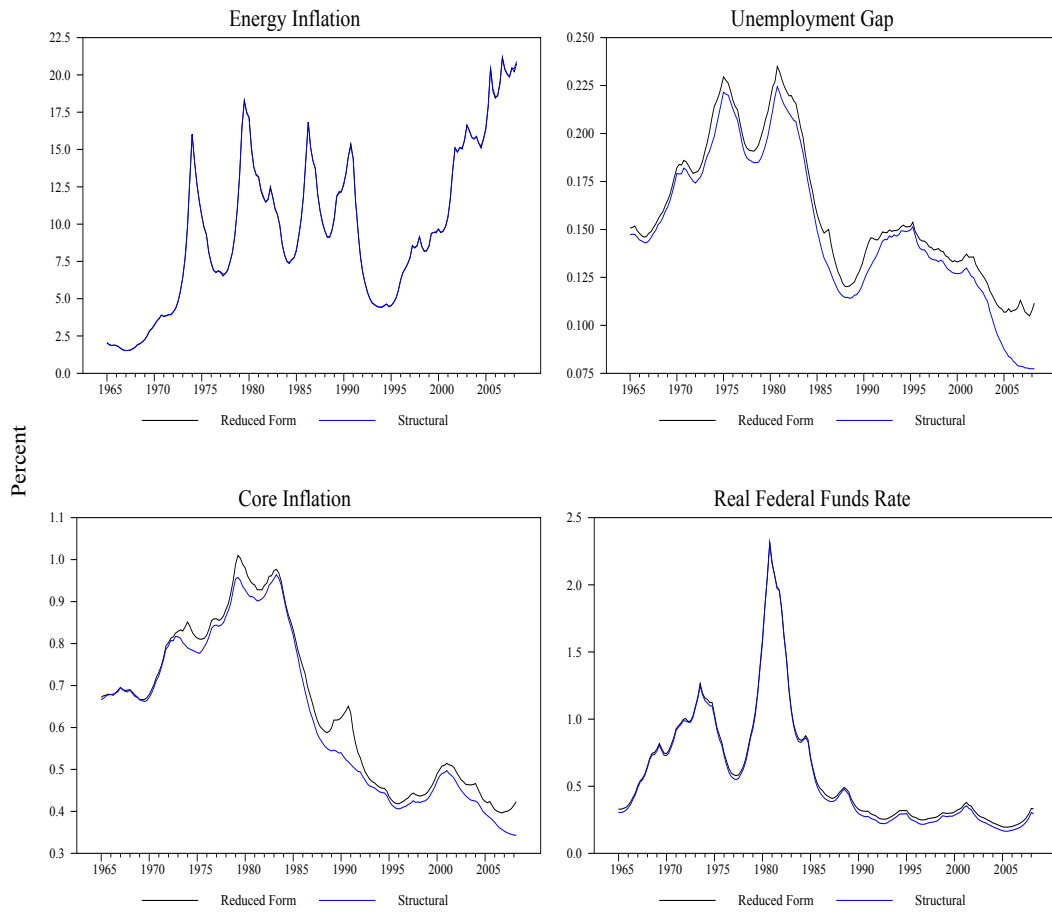 Energy Inflation
22.5
20.0
17.5
15.0
12.5
10.0
7.5
5.0
2.5
0.0
1965 1970 1975 1980 1985 1990 1995 2000 2005
Reduced Form Structural
Unemployment Gap
0.250
0.225
0.200
0.175
0.150
0.125
0.100
0.075
1965 1970 1975 1980 1985 1990 1995 2000 2005
Reduced Form Structural
Percent
Core Inflation
1.1
1.0
0.9
0.8
0.7
0.6
0.5
0.4
0.3
1965 1970 1975 1980 1985 1990 1995 2000 2005
Reduced Form Structural
Real Federal Funds Rate
2.5
2.0
1.5
1.0
0.5
0.0
1965 1970 1975 1980 1985 1990 1995 2000 2005
Reduced Form Structural